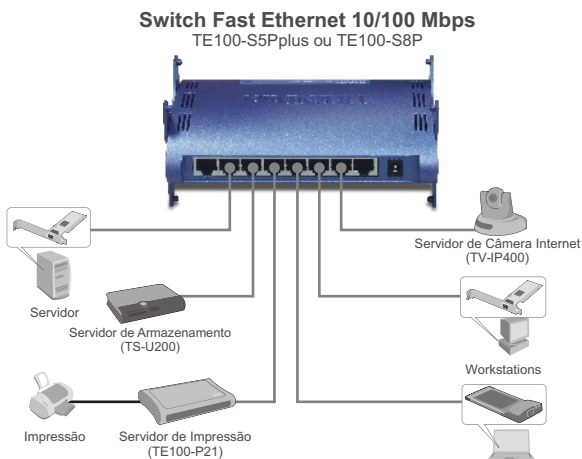 Switch Fast Ethernet 10/100 Mbps
TE100-S5Pplus ou TE100-S8P
Servidor de Câmera Internet
(TV-IP400)
Servidor
Servidor de Armazenamento
(TS-U200)
Workstations
Impressão
Servidor de Impressão
(TE100-P21)